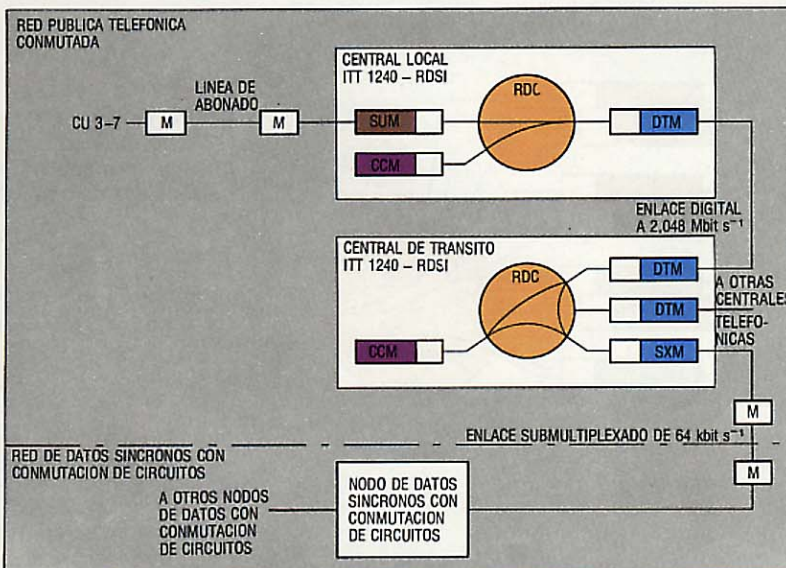 RED PUBLICA TELEFONICA
CONMUTADA
CENTRAL LOCAL
ITT 1240 – RDSI
RDC
LINEA DE
ABONADO
CU 3–7
M
M
SUM
DTM
CCM
ENLACE DIGITAL
A 2,048 Mbit s⁻¹
CENTRAL DE TRANSITO
ITT 1240 – RDSI
RDC
DTM
A OTRAS
CENTRALES
DTM
TELEFO-
NICAS
CCM
SXM
M
ENLACE SUBMULTIPLEXADO DE 64 kbit s⁻¹
RED DE DATOS SINCRONOS CON
CONMUTACION DE CIRCUITOS
M
A OTROS NODOS
DE DATOS CON
CONMUTACION
DE CIRCUITOS
NODO DE DATOS
SINCRONOS CON
CONMUTACION
DE CIRCUITOS